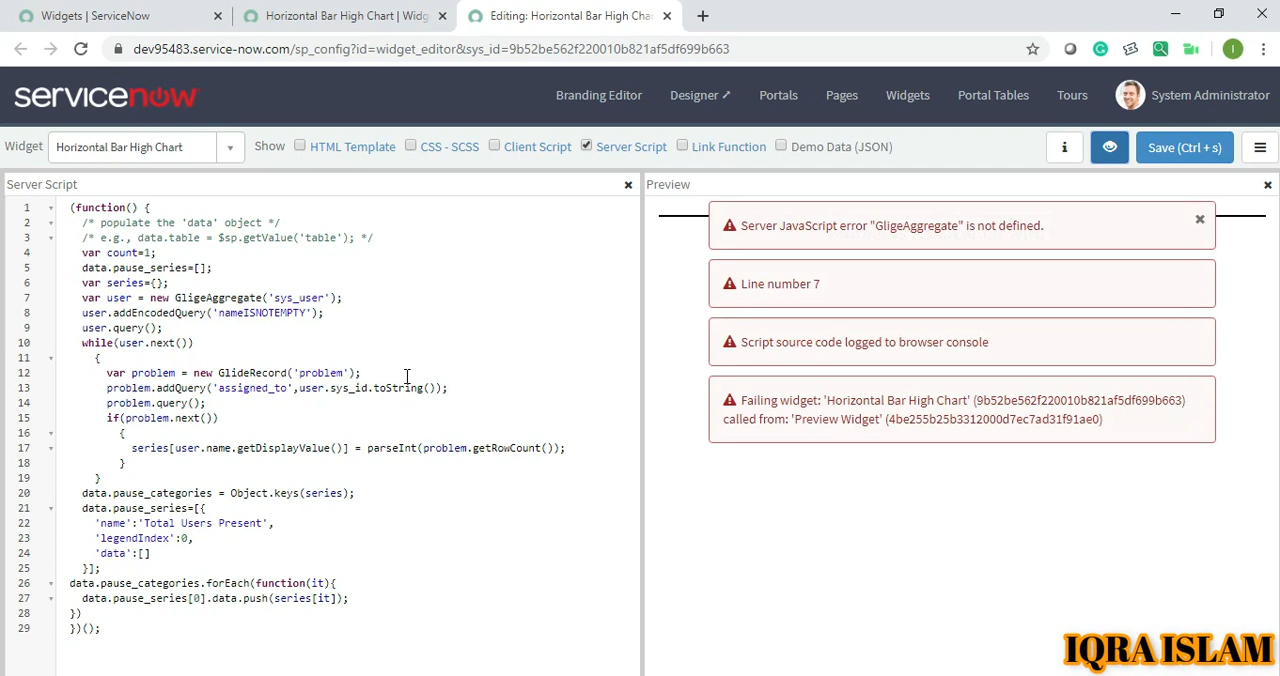 Widgets | ServiceNow
Horizontal Bar High Chart | Widg
Editing: Horizontal Bar High Char
dev95483.service-now.com/sp_config?id=widget_editor&sys_id=9b52be562f220010b821af5df699b663
I
servicenow
Branding Editor
Designer
Portals
Pages
Widgets
Portal Tables
Tours
System Administrator
Widget
Horizontal Bar High Chart
Show
HTML Template
CSS - SCSS
Client Script
Server Script
Link Function
Demo Data (JSON)
i
Save (Ctrl + s)
Server Script
1 (function() {
2 /* populate the 'data' object */
3 /* e.g., data.table = $sp.getValue('table'); */
4 var count=1;
5 data.pause_series=[];
6 var series={};
7 var user = new GligeAggregate('sys_user');
8 user.addEncodedQuery('nameISNOTEMPTY');
9 user.query();
10 while(user.next())
11 {
12 var problem = new GlideRecord('problem');
13 problem.addQuery('assigned_to',user.sys_id.toString());
14 problem.query();
15 if(problem.next())
16 {
17 series[user.name.getDisplayValue()] = parseInt(problem.getRowCount());
18 }
19 }
20 data.pause_categories = Object.keys(series);
21 data.pause_series=[{
22 'name':'Total Users Present',
23 'legendIndex':0,
24 'data':[]
25 }];
26 data.pause_categories.forEach(function(it){
27 data.pause_series[0].data.push(series[it]);
28 })
29 })();
Preview
Server JavaScript error "GligeAggregate" is not defined.
Line number 7
Script source code logged to browser console
Failing widget: 'Horizontal Bar High Chart' (9b52be562f220010b821af5df699b663)
called from: 'Preview Widget' (4be255b25b3312000d7ec7ad31f91ae0)
IQRA ISLAM